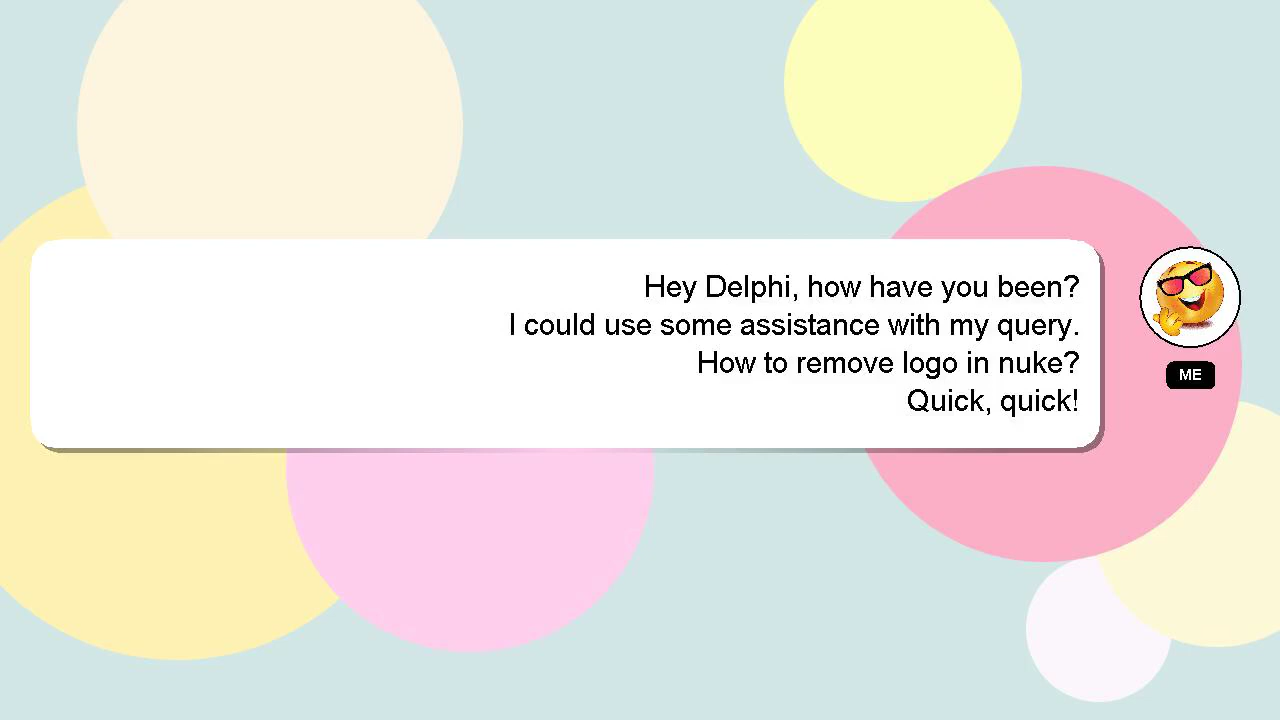 Hey Delphi, how have you been?
I could use some assistance with my query.
How to remove logo in nuke?
Quick, quick!
ME